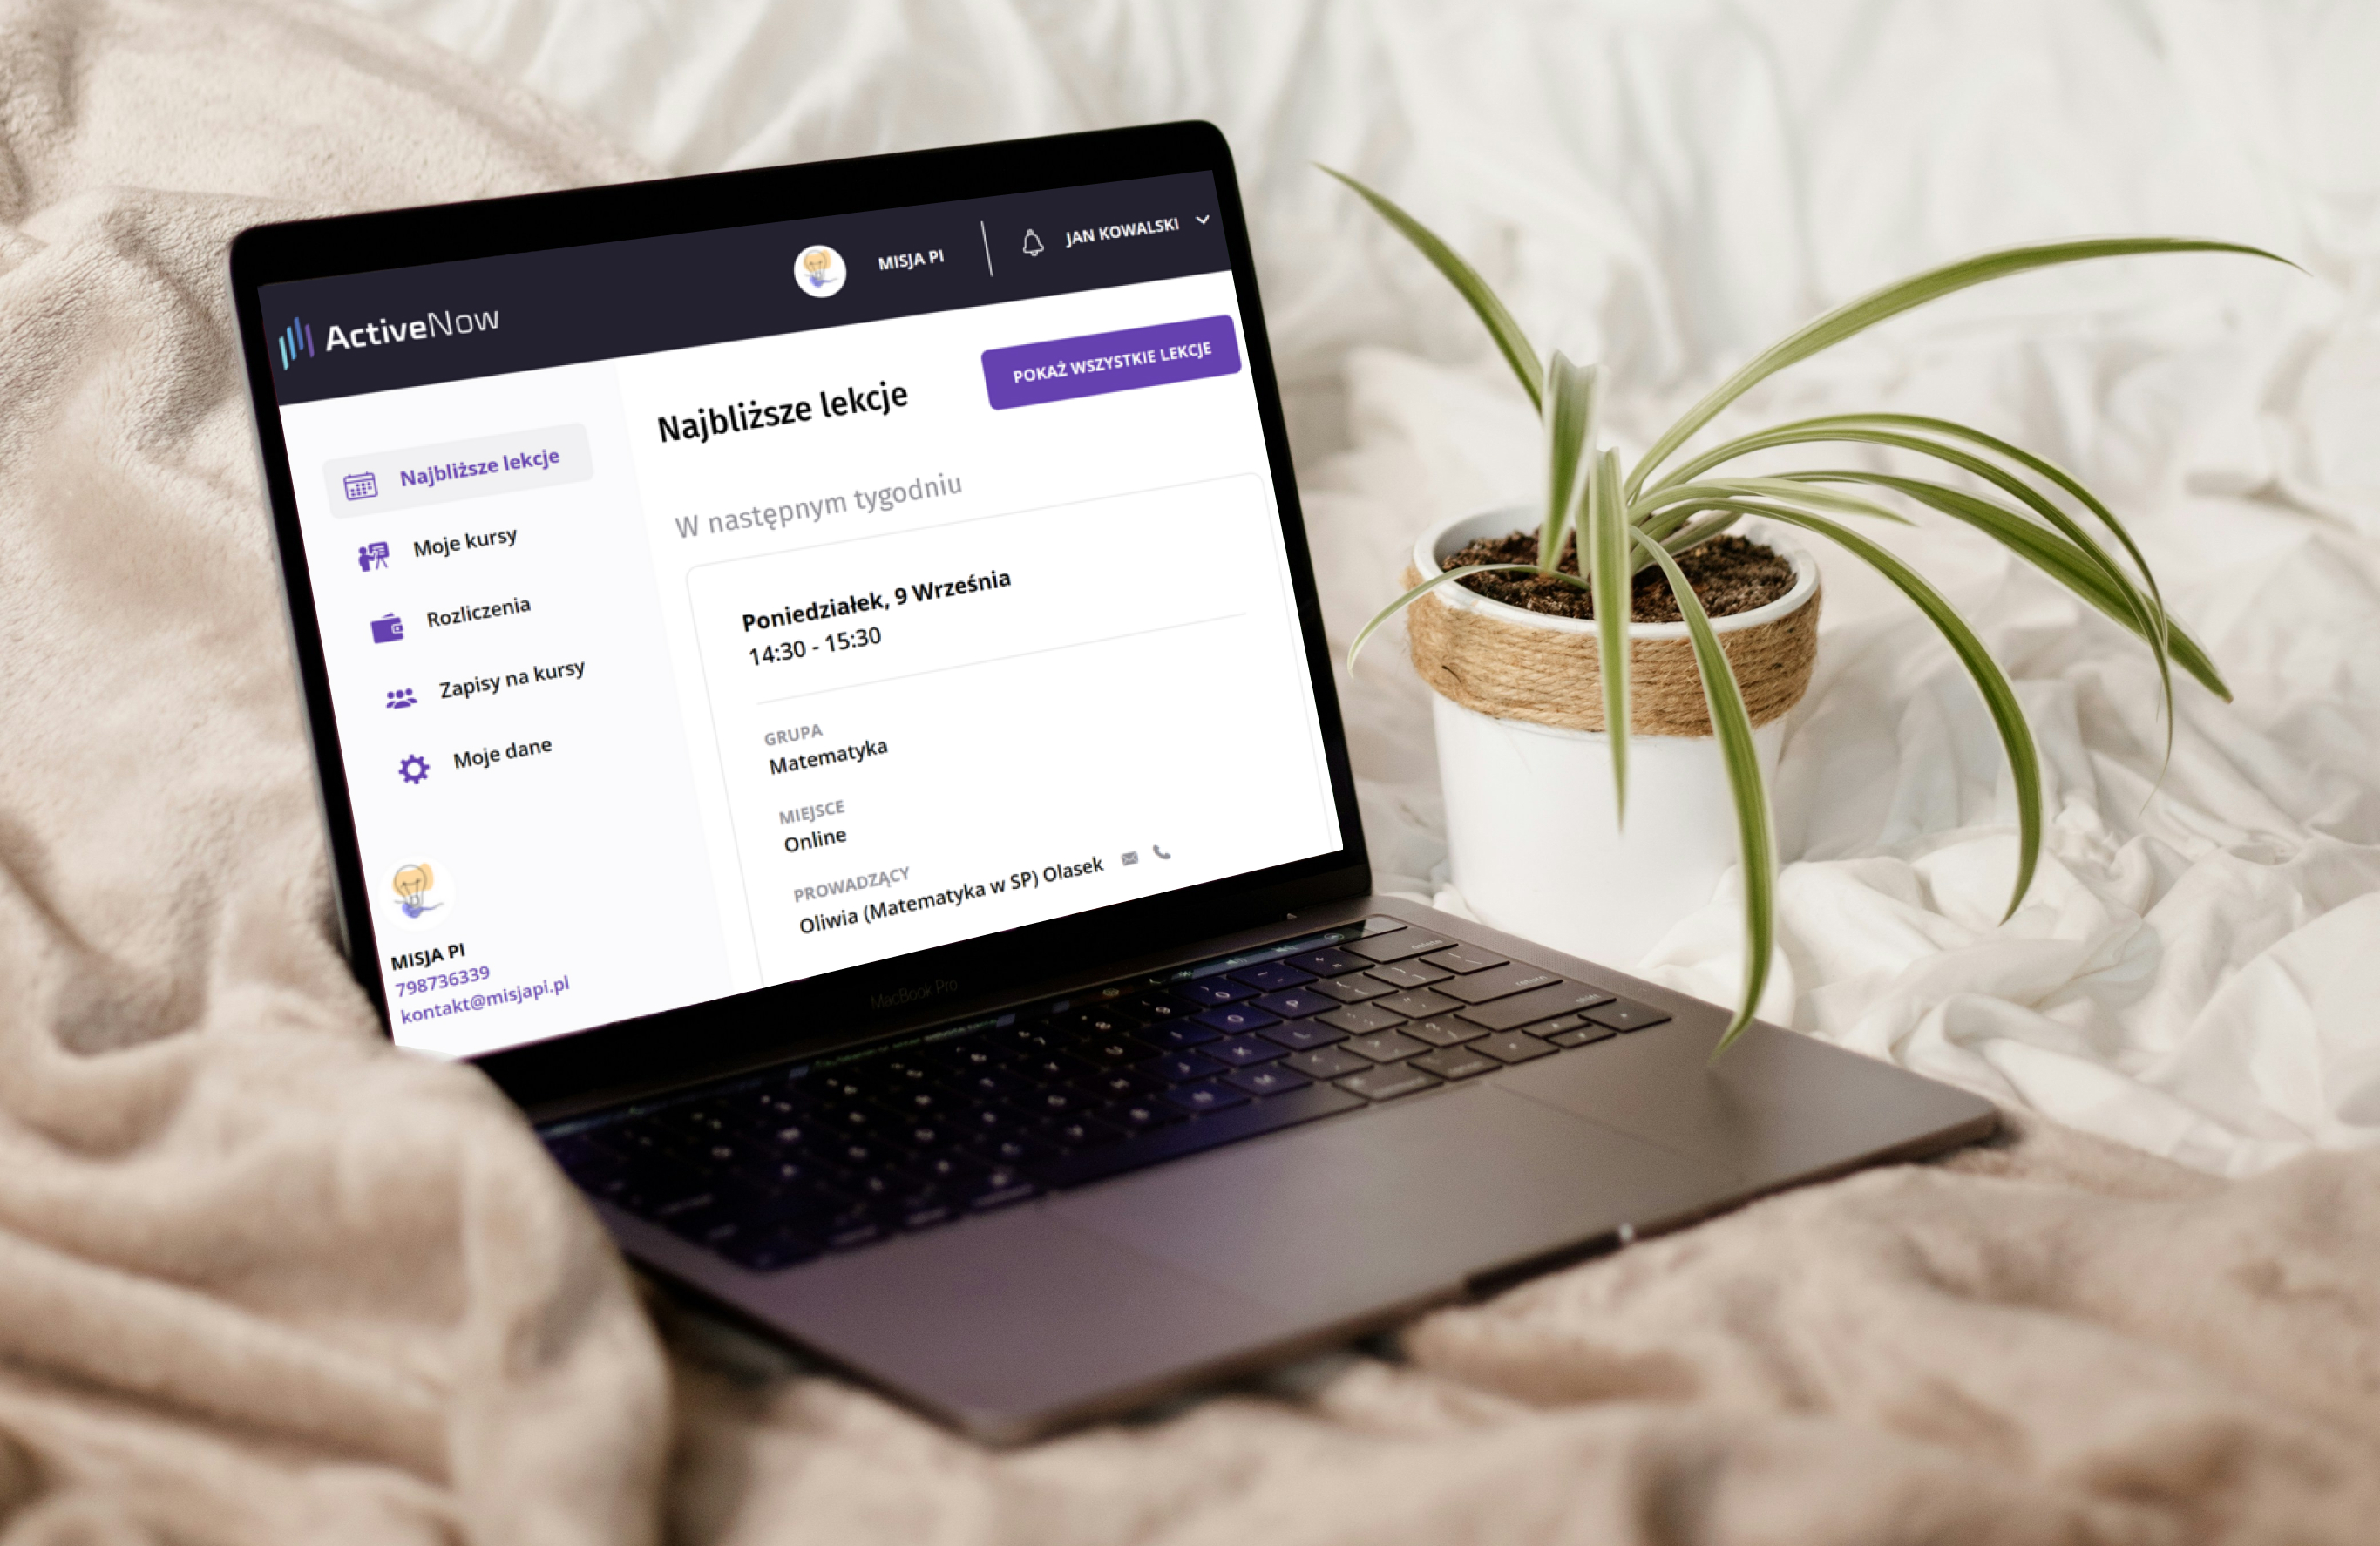 ActiveNow
MISJA PI
JAN KOWALSKI
Najbliższe lekcje
Moje kursy
Rozliczenia
Zapisy na kursy
Moje dane
MISJA PI
798736339
kontakt@misjapi.pl
Najbliższe lekcje
POKAŻ WSZYSTKIE LEKCJE
W następnym tygodniu
Poniedziałek, 9 Września
14:30 - 15:30
GRUPA
Matematyka
MIEJSCE
Online
PROWADZĄCY
Oliwia (Matematyka w SP) Olasek
MacBook Pro